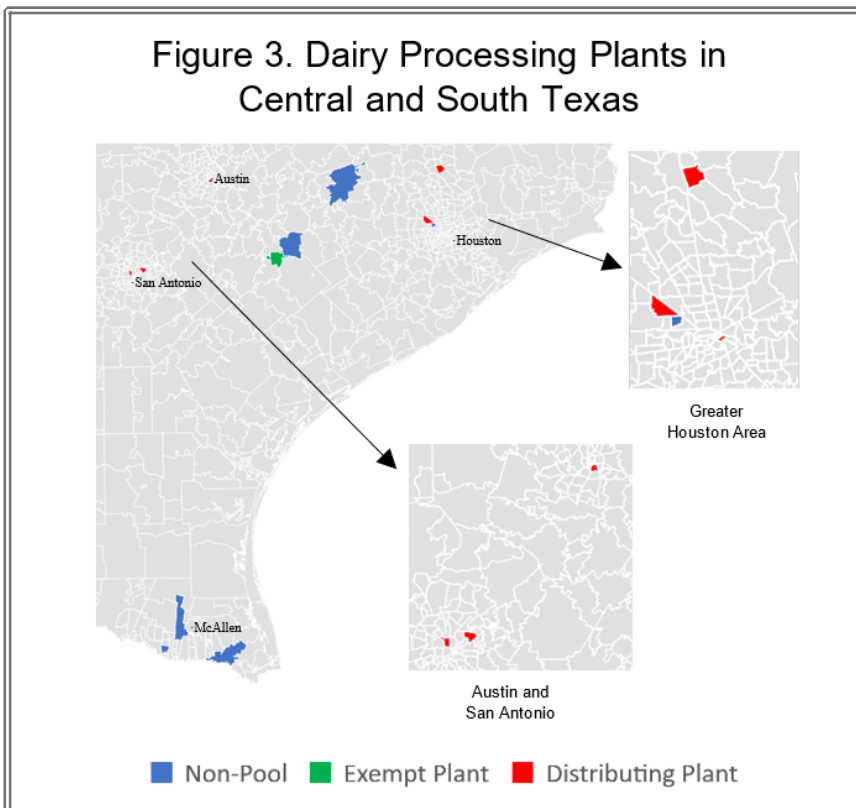 Figure 3. Dairy Processing Plants in
Central and South Texas
Austin
Houston
San Antonio
Greater
Houston Area
McAllen
Austin and
San Antonio
Non-Pool
Exempt Plant
Distributing Plant